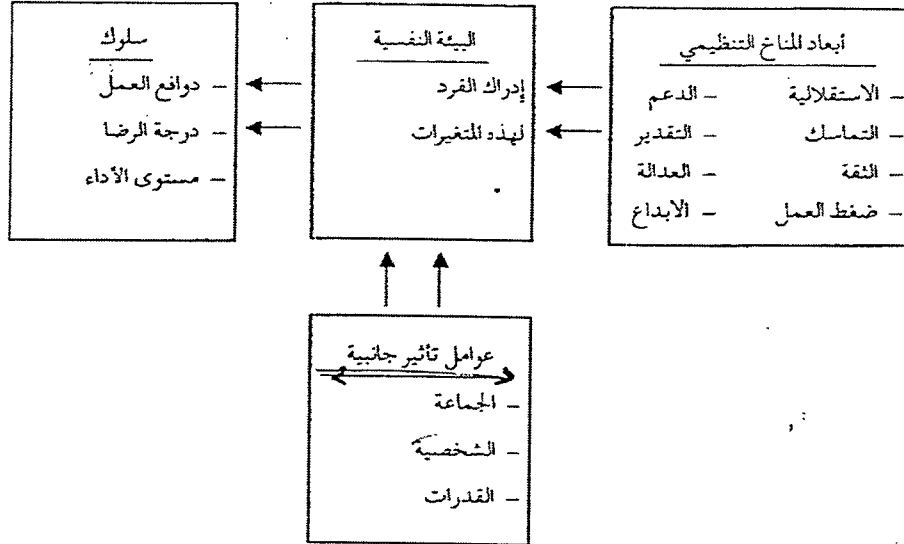 أبعاد المناخ التنظيمي
– الاستقلالية – الدعم
– التماسك – التقدير
– الثقة – العدالة
– ضغط العمل – الابداع
البيئة النفسية
إدراك الفرد
لهذه المتغيرات
سلوك
– دوافع العمل
– درجة الرضا
– مستوى الأداء
عوامل تأثير جانبية
– الجماعة
– الشخصية
– القدرات